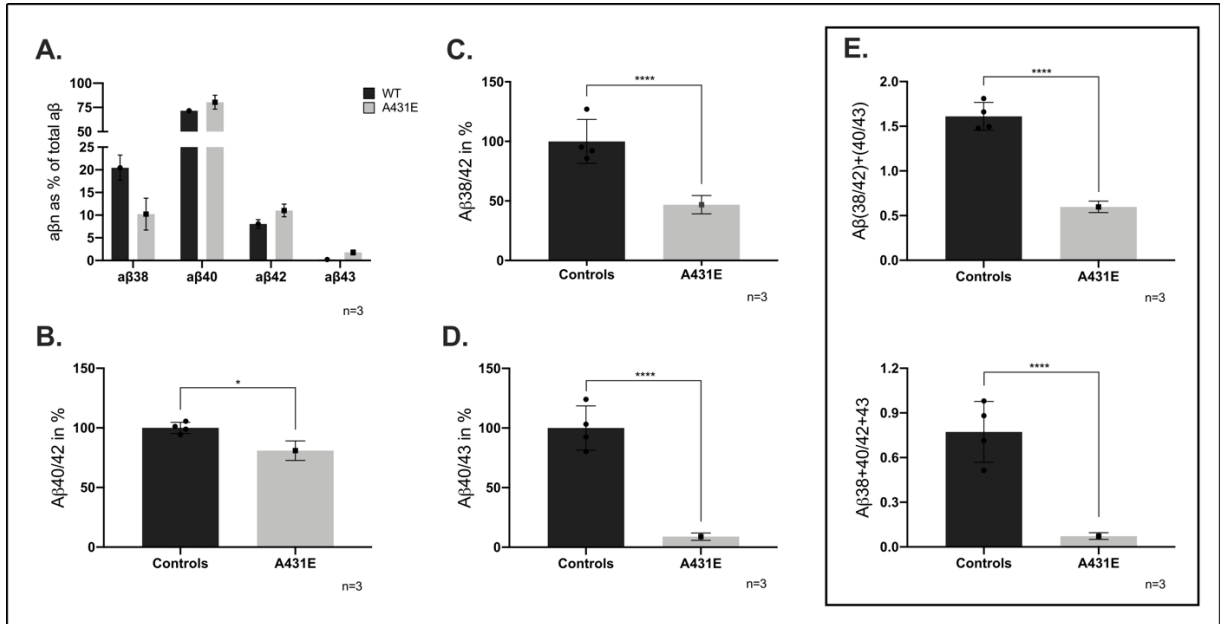 A.
aβn as % of total aβ
100
75
50
25
20
15
10
5
0
aβ38 aβ40 aβ42 aβ43
WT
A431E
n=3
B.
Aβ40/42 in %
150
100
50
0
*
Controls A431E
n=3
C.
Aβ38/42 in %
150
100
50
0
****
Controls A431E
n=3
D.
Aβ40/43 in %
150
100
50
0
****
Controls A431E
n=3
E.
Aβ(38/42)+(40/43)
2.0
1.5
0.5
0.0
****
Controls A431E
n=3
Aβ38+40/42+43
1.2
0.9
0.6
0.3
0.0
****
Controls A431E
n=3